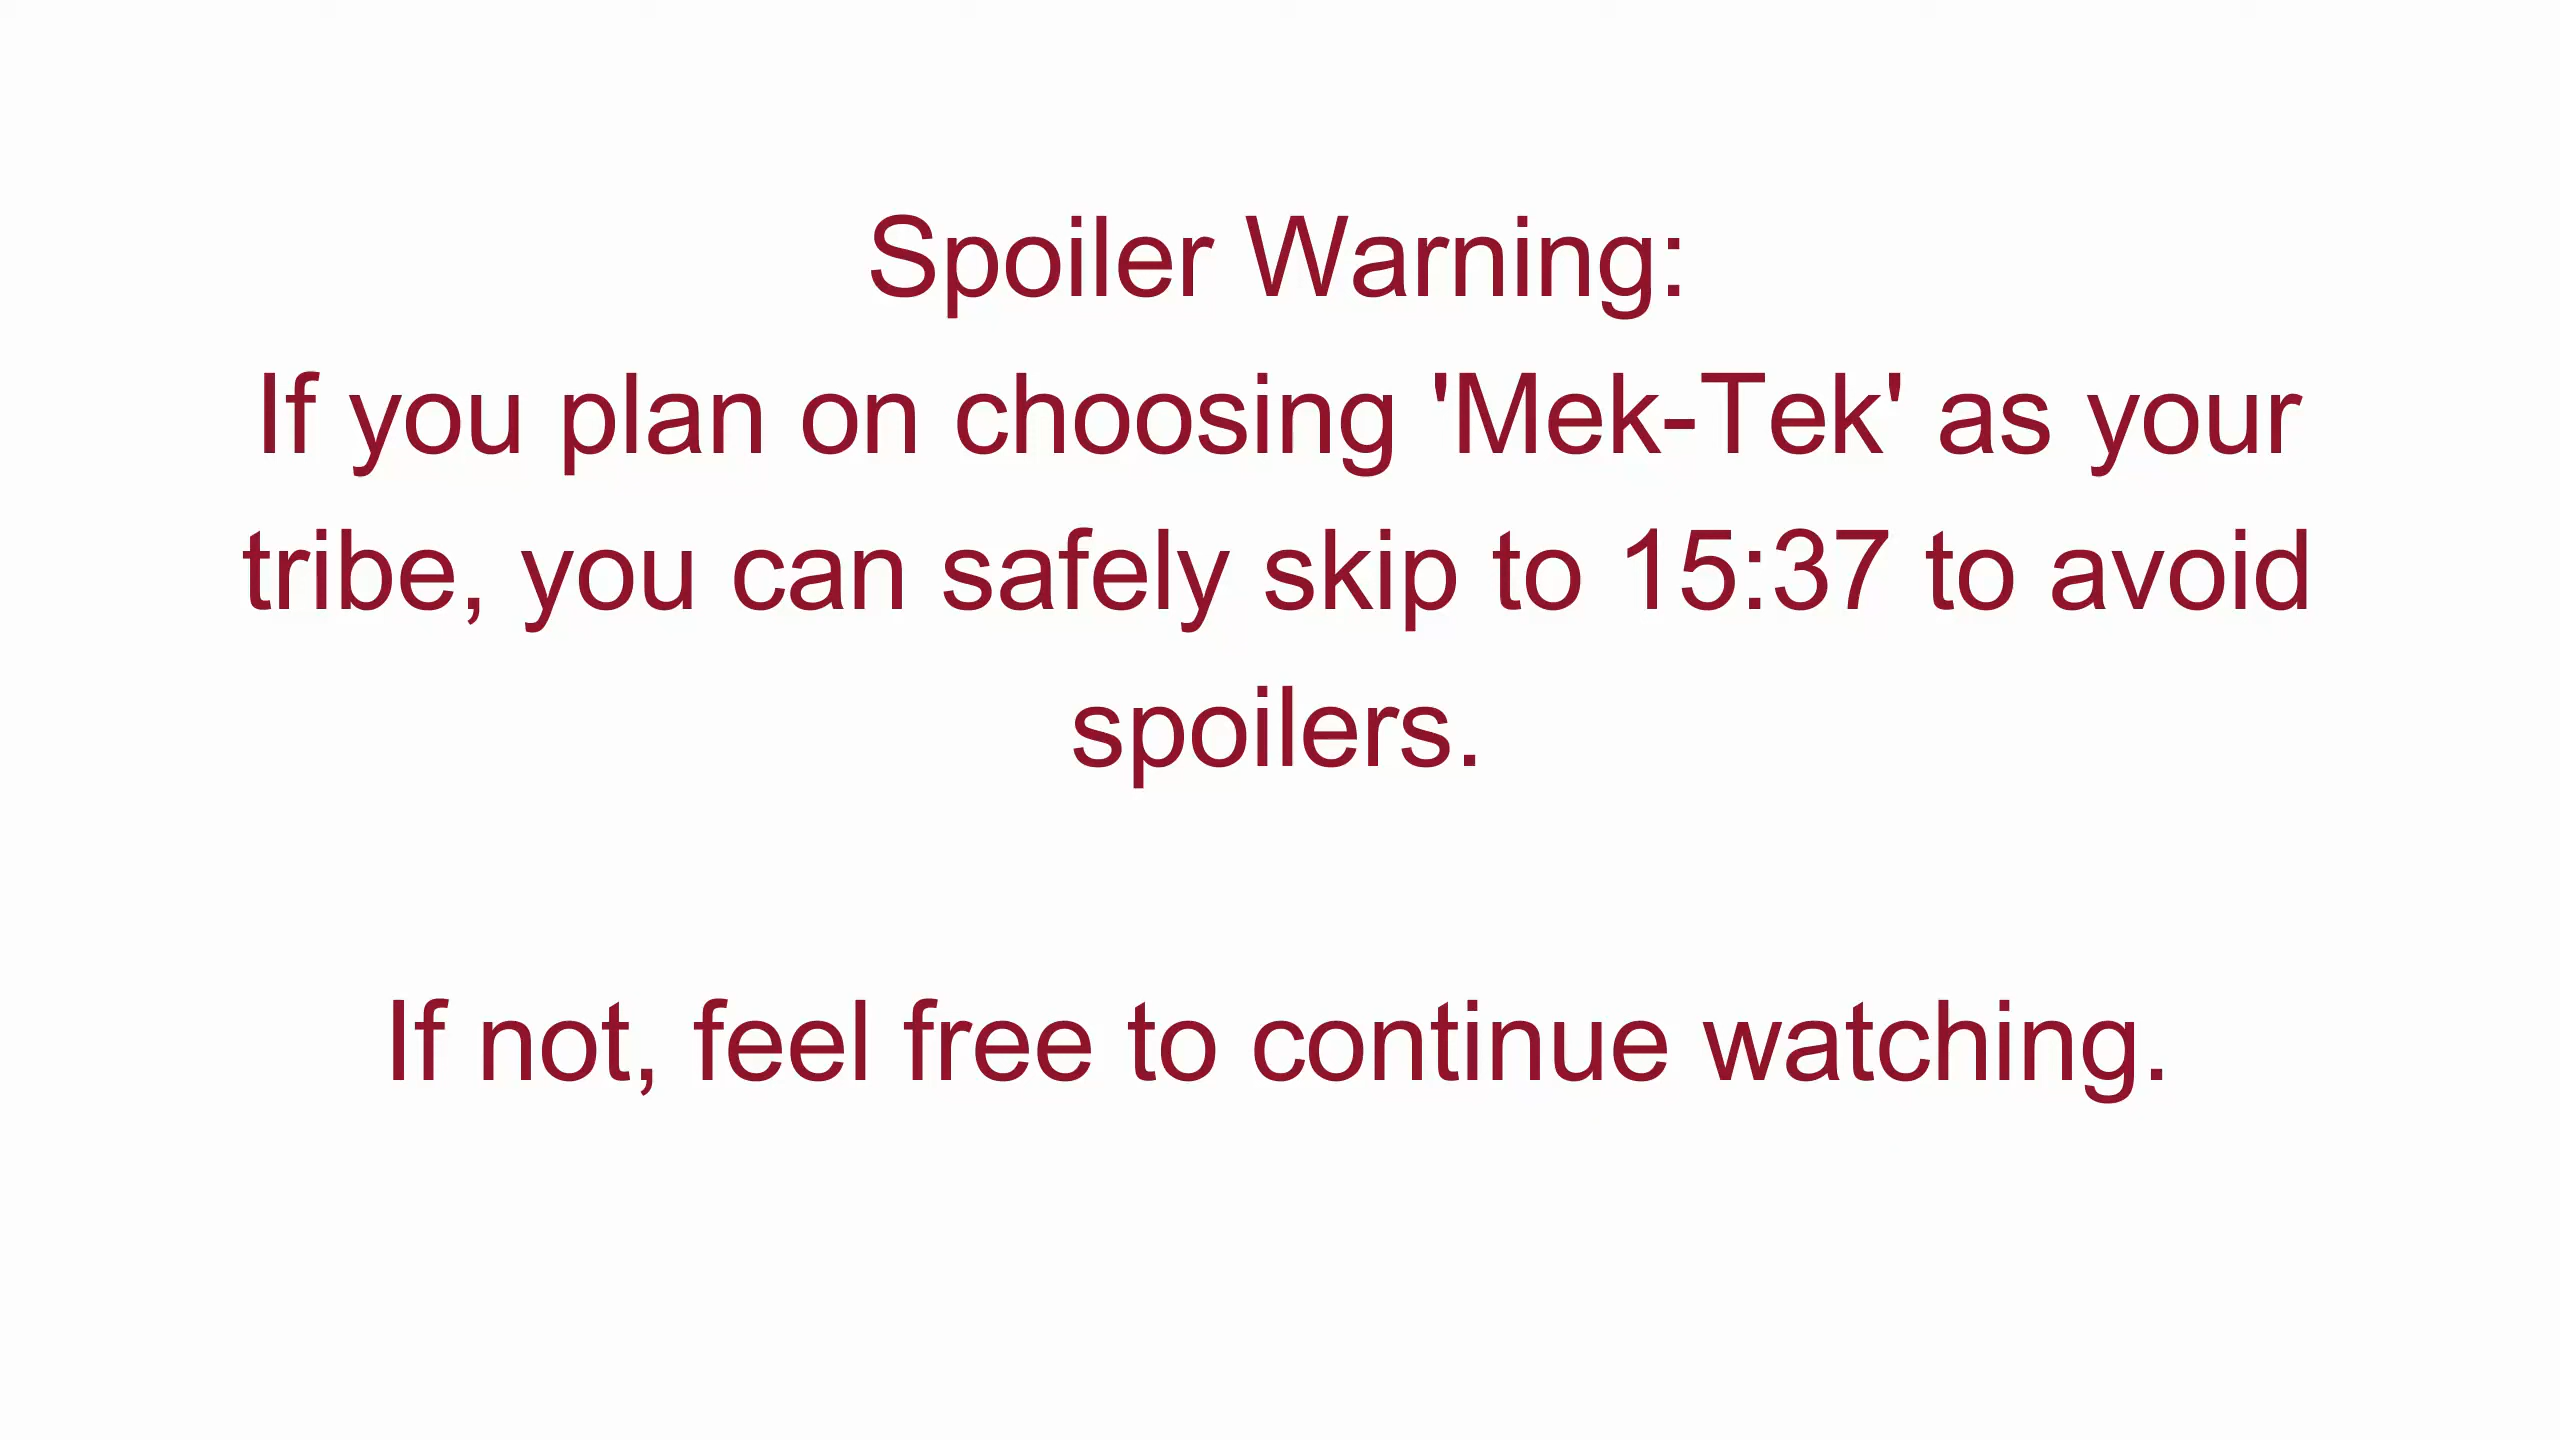 Spoiler Warning:
If you plan on choosing 'Mek-Tek' as your
tribe, you can safely skip to 15:37 to avoid
spoilers.
If not, feel free to continue watching.